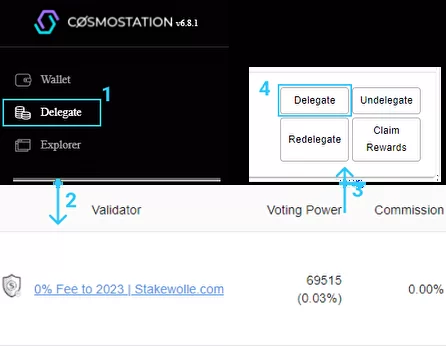 COSMOSTATION v6.8.1
Wallet
1
Delegate
Explorer
4
Delegate Undelegate
Redelegate Claim Rewards
2
3
Validator Voting Power Commission
0% Fee to 2023 | Stakewolle.com 69515 0.00%
(0.03%)